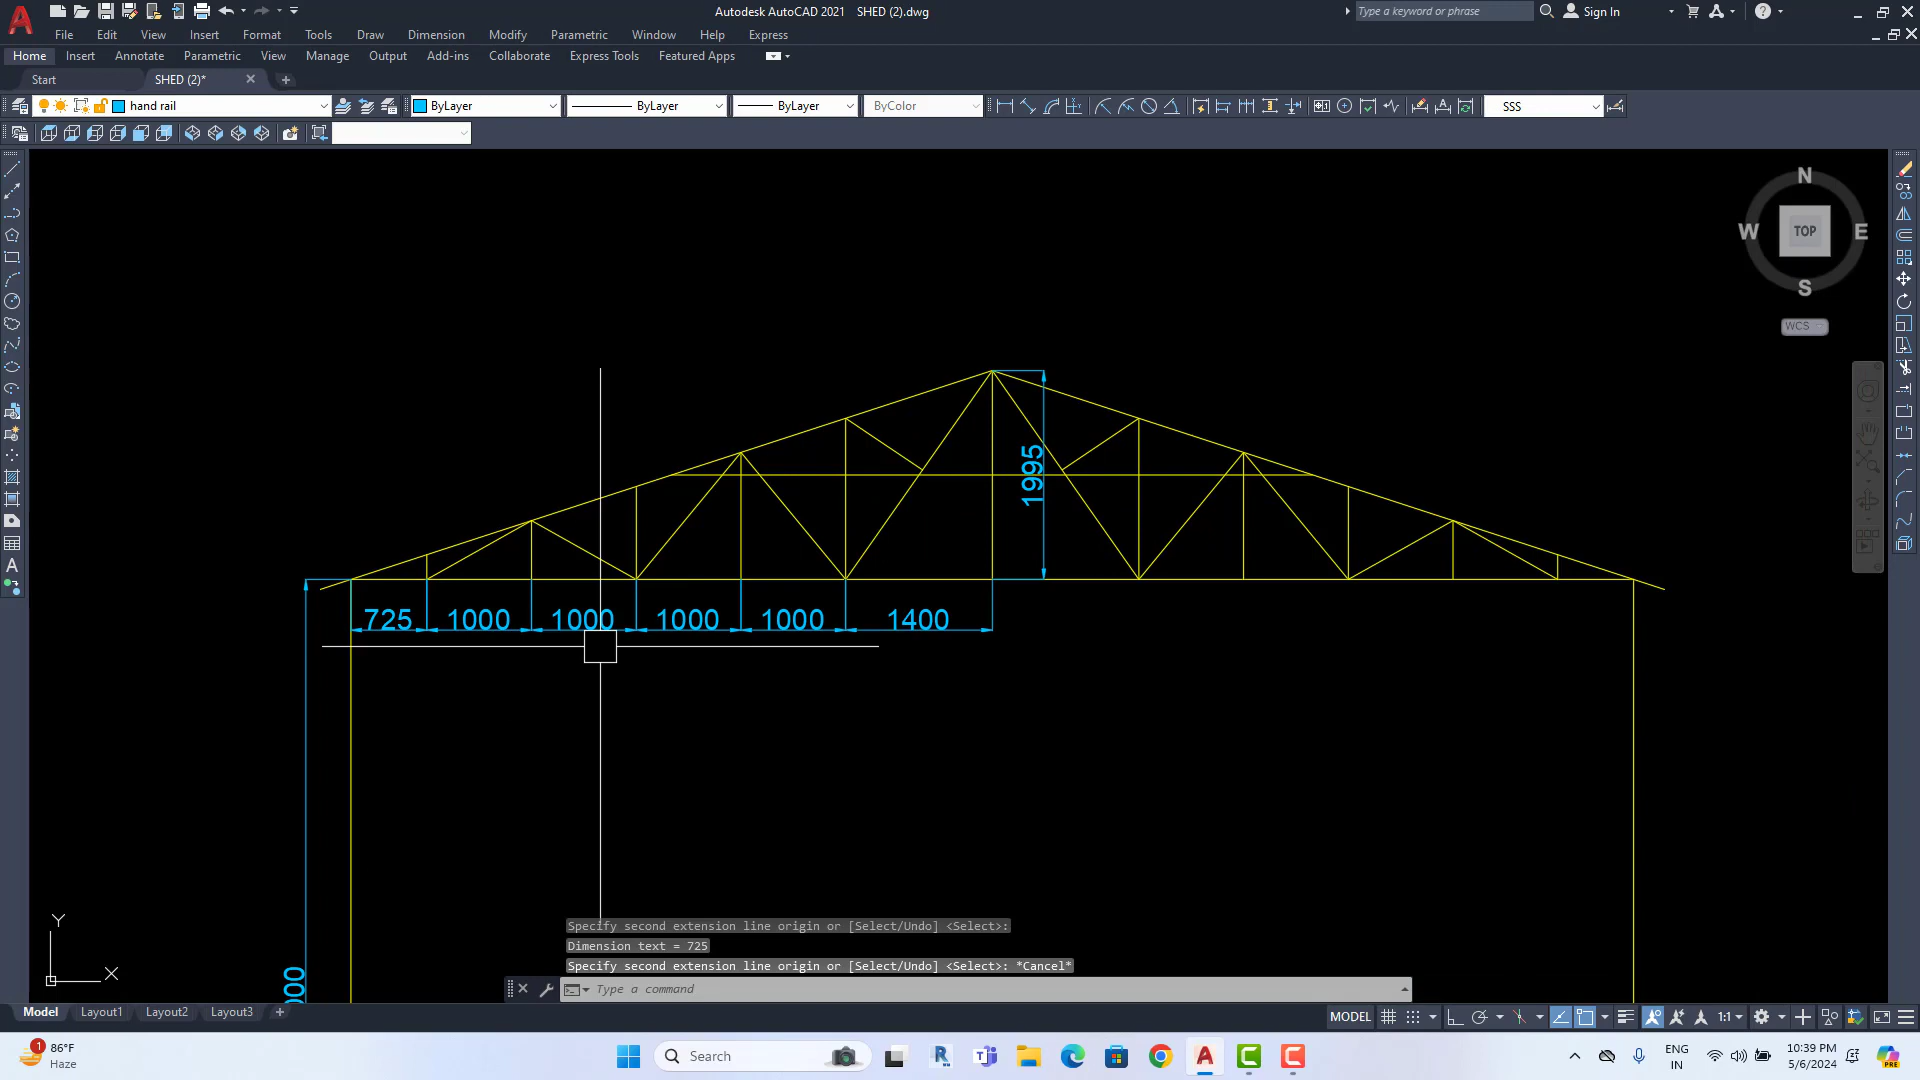 Autodesk AutoCAD 2021 SHED (2).dwg
Type a keyword or phrase
Sign In
File Edit View Insert Format Tools Draw Dimension Modify Parametric Window Help Express
Home Insert Annotate Parametric View Manage Output Add-ins Collaborate Express Tools Featured Apps
Start SHED (2)*
hand rail ByLayer ByLayer ByLayer ByColor SSS
N
W TOP E
S
WCS
1995
725 1000 1000 1000 1000 1400
Y
X
Specify second extension line origin or [Select/Undo] <Select>:
Dimension text = 725
Specify second extension line origin or [Select/Undo] <Select>: *Cancel*
Type a command
Model Layout1 Layout2 Layout3 MODEL 1:1
1 86°F
Haze
Search
ENG
IN
10:39 PM
5/6/2024
PRE